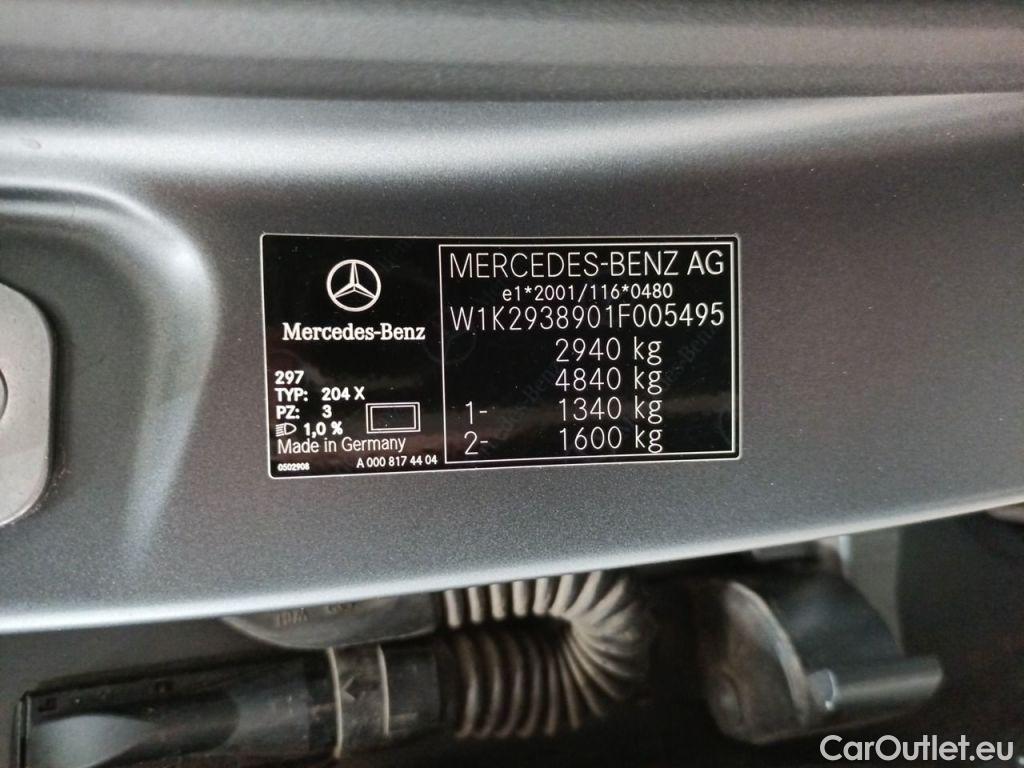 Mercedes-Benz
297
TYP: 204 X
PZ: 3
1,0 %
Made in Germany
0502908 A 000 817 44 04
MERCEDES-BENZ AG
e1*2001/116*0480
W1K2938901F005495
2940 kg
4840 kg
1- 1340 kg
2- 1600 kg
CarOutlet.eu